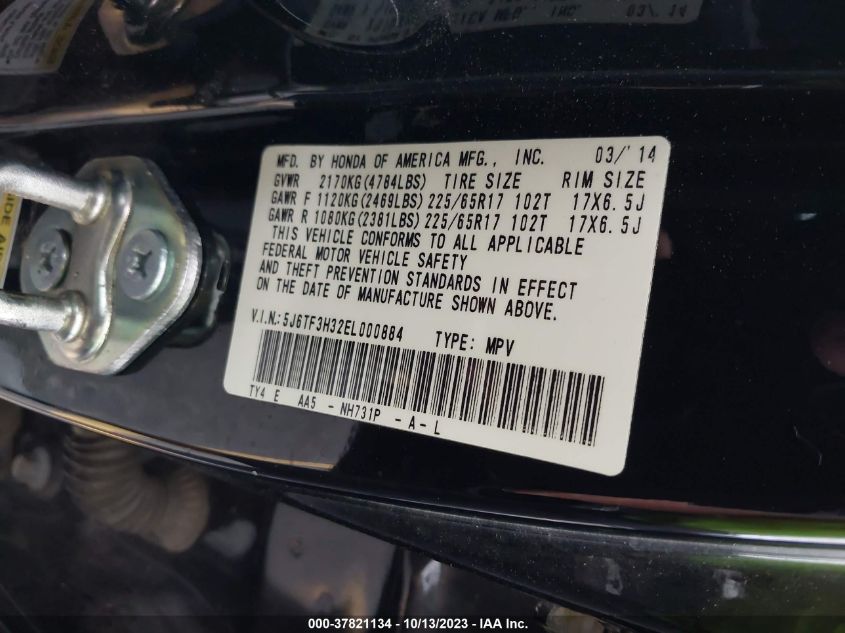 MFD. BY HONDA OF AMERICA MFG., INC. 03/'14
GVWR 2170KG(4784LBS) TIRE SIZE RIM SIZE
GAWR F 1120KG(2469LBS) 225/65R17 102T 17X6.5J
GAWR R 1080KG(2381LBS) 225/65R17 102T 17X6.5J
THIS VEHICLE CONFORMS TO ALL APPLICABLE
FEDERAL MOTOR VEHICLE SAFETY
AND THEFT PREVENTION STANDARDS IN EFFECT
ON THE DATE OF MANUFACTURE SHOWN ABOVE.
V.I.N.:5J6TF3H32EL000884 TYPE: MPV
TY4 E AA5 - NH731P - A- L
000-37821134 - 10/13/2023 - IAA Inc.